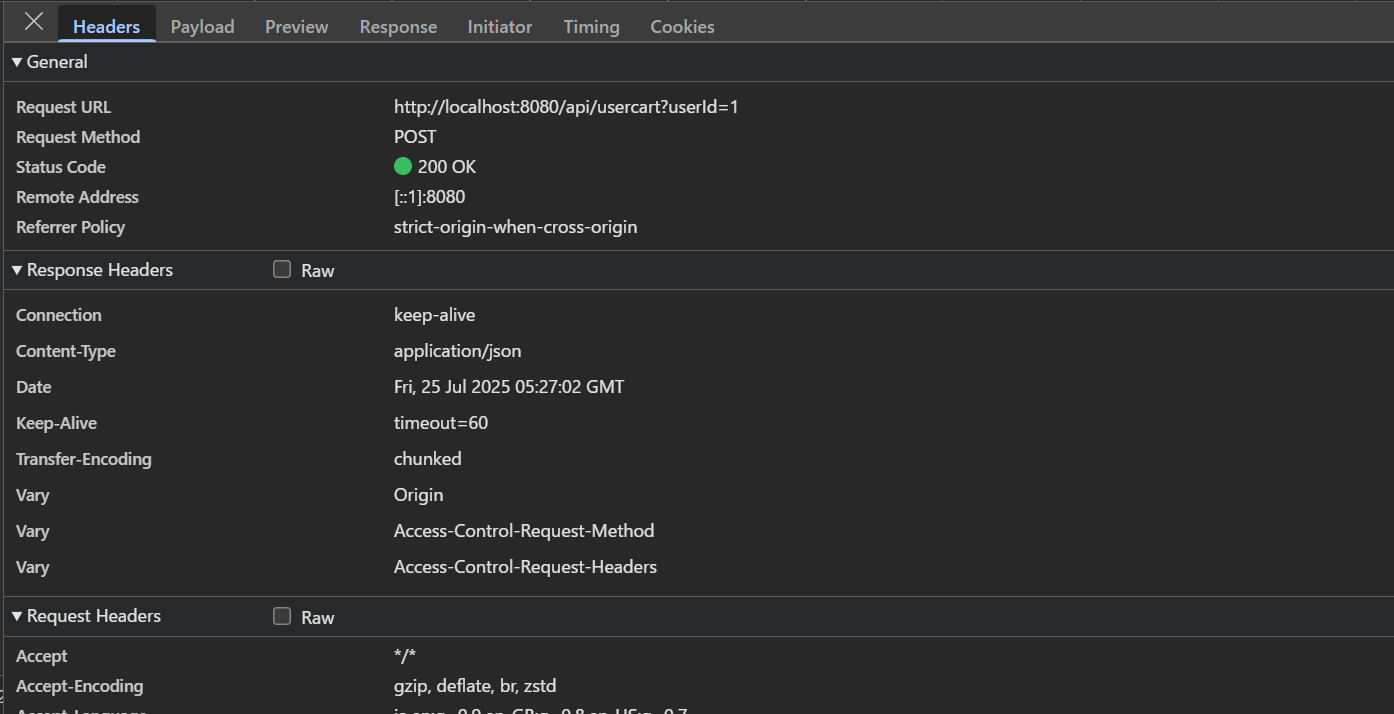 Headers Payload Preview Response Initiator Timing Cookies
General
Request URL http://localhost:8080/api/usercart?userId=1
Request Method POST
Status Code 200 OK
Remote Address [::1]:8080
Referrer Policy strict-origin-when-cross-origin
Response Headers Raw
Connection keep-alive
Content-Type application/json
Date Fri, 25 Jul 2025 05:27:02 GMT
Keep-Alive timeout=60
Transfer-Encoding chunked
Vary Origin
Vary Access-Control-Request-Method
Vary Access-Control-Request-Headers
Request Headers Raw
Accept */*
Accept-Encoding gzip, deflate, br, zstd
Accept-Language